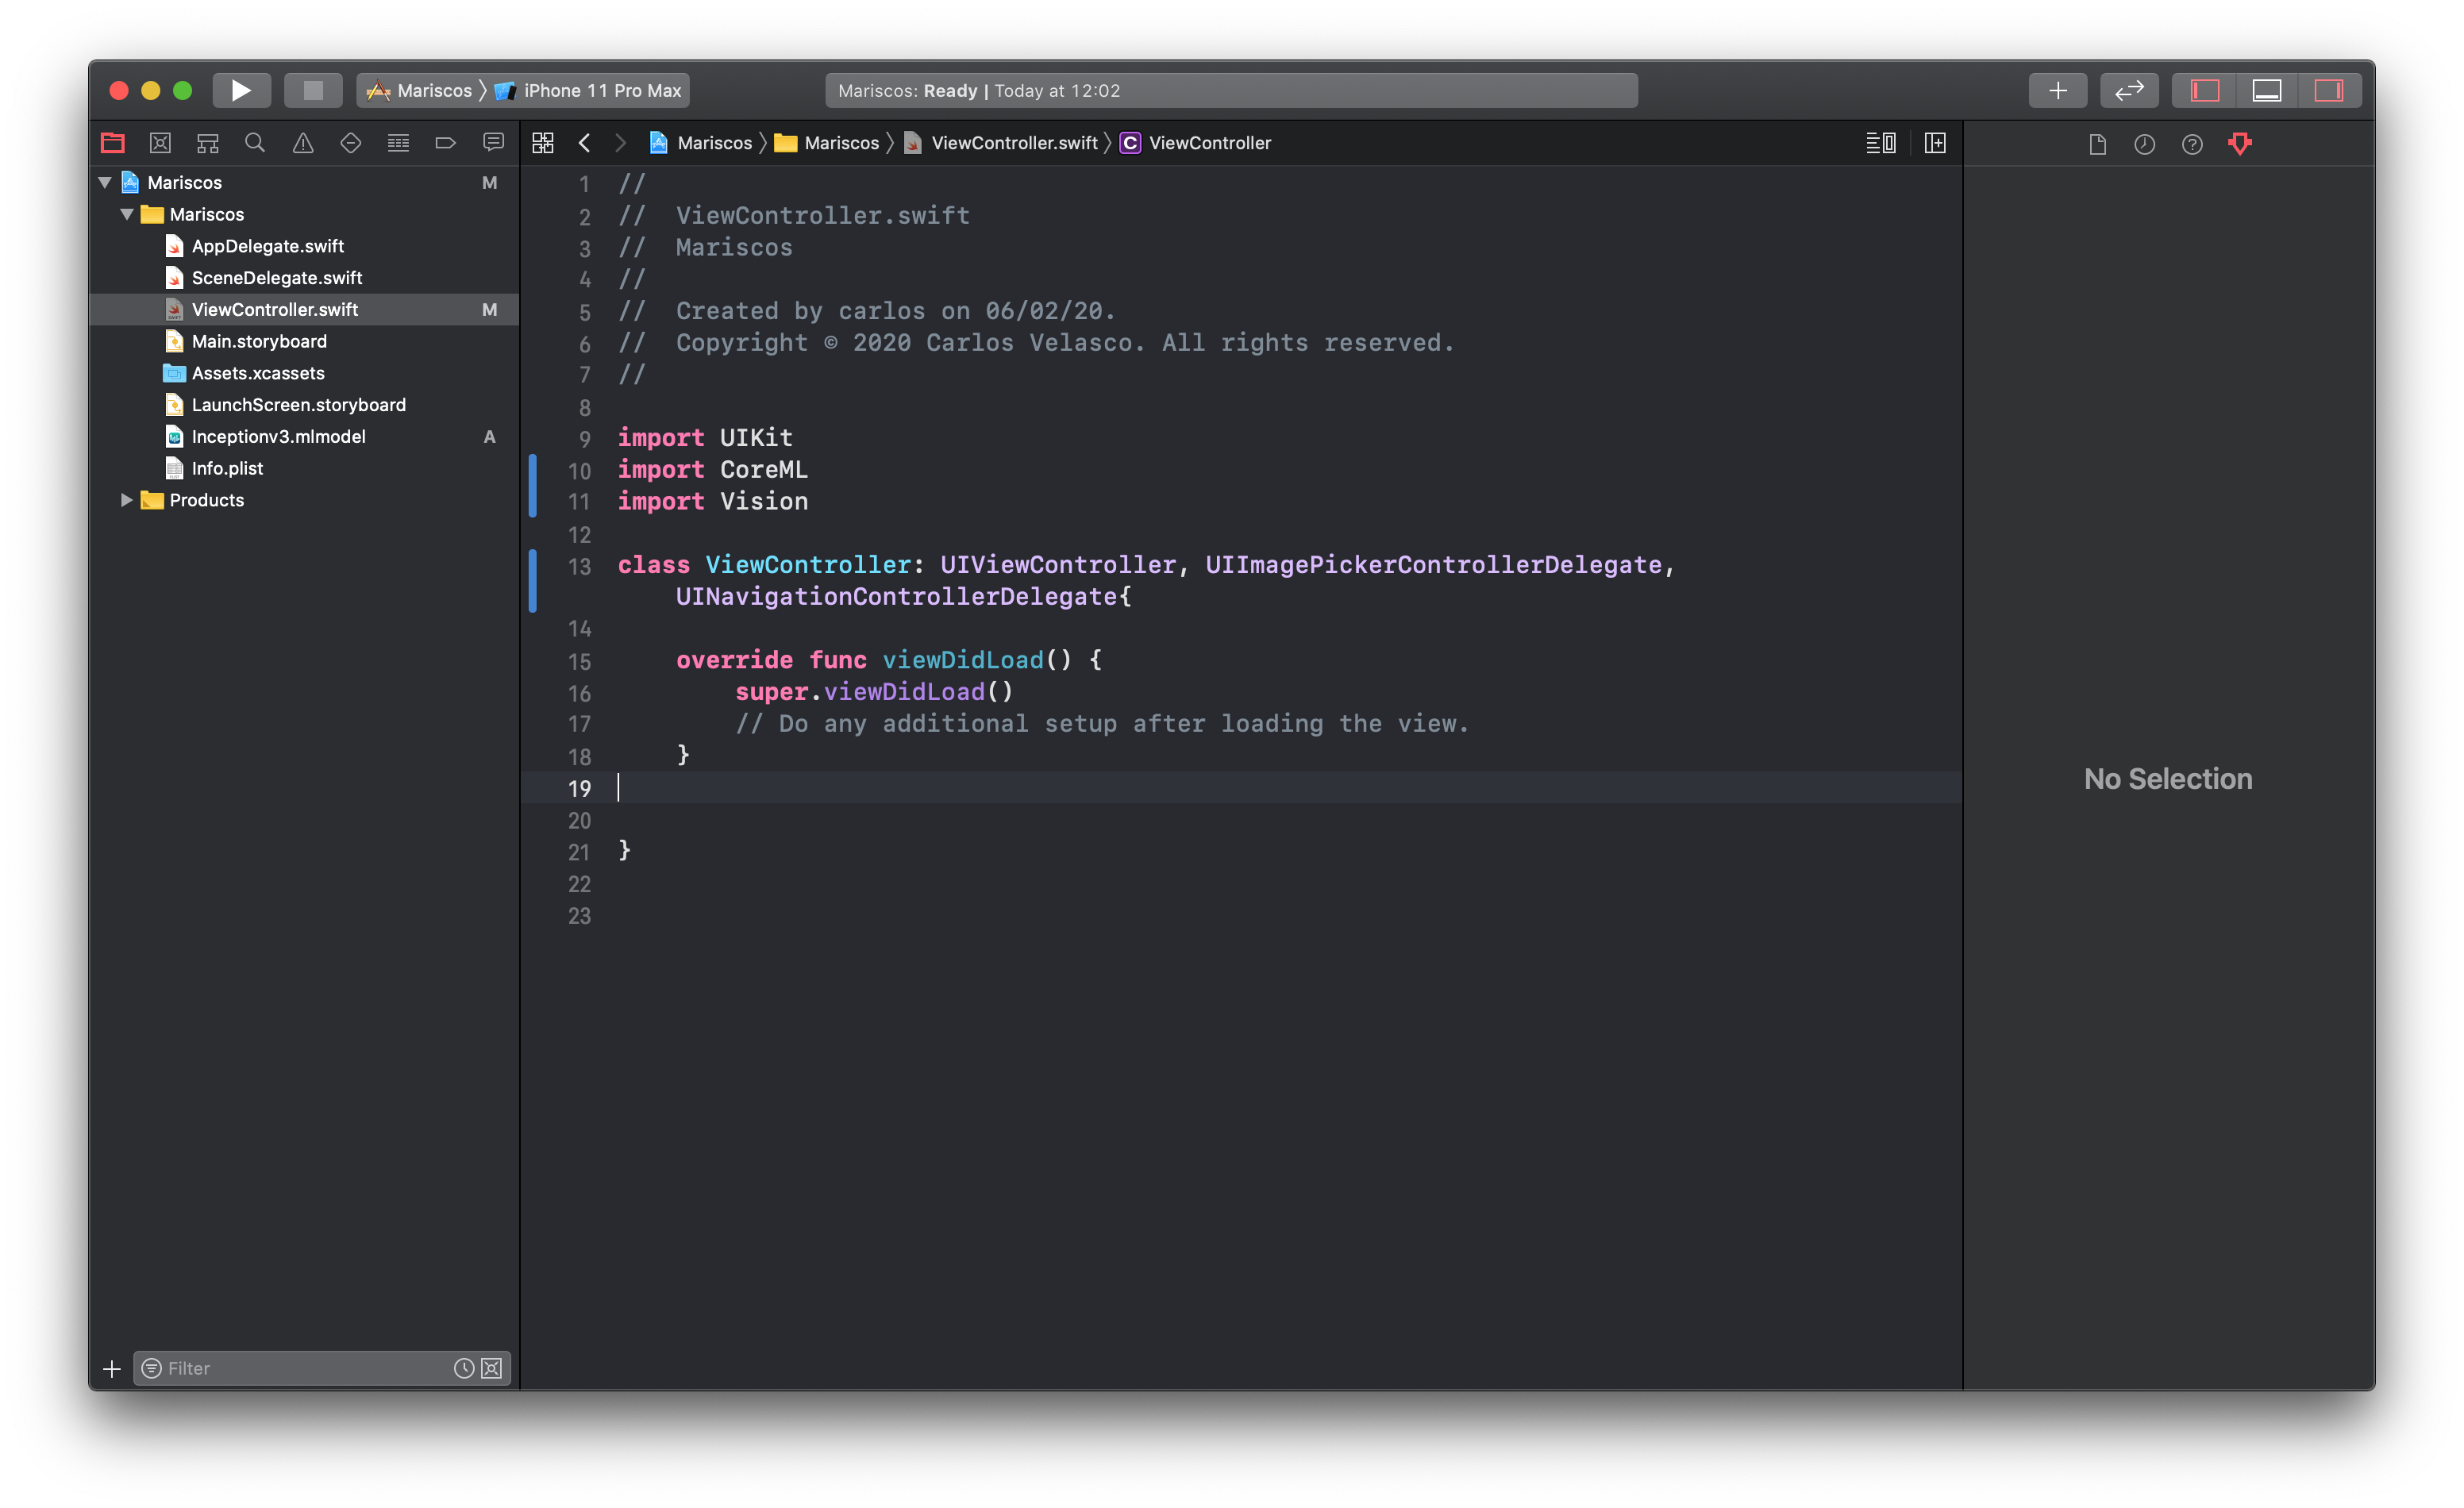 Mariscos 〉 iPhone 11 Pro Max
Mariscos: Ready | Today at 12:02
Mariscos 〉 Mariscos 〉 ViewController.swift 〉 C ViewController
Mariscos M
Mariscos
AppDelegate.swift
SceneDelegate.swift
ViewController.swift M
Main.storyboard
Assets.xcassets
LaunchScreen.storyboard
Inceptionv3.mlmodel A
Info.plist
Products
Filter
1 //
2 //  ViewController.swift
3 //  Mariscos
4 //
5 //  Created by carlos on 06/02/20.
6 //  Copyright © 2020 Carlos Velasco. All rights reserved.
7 //
8
9 import UIKit
10 import CoreML
11 import Vision
12
13 class ViewController: UIViewController, UIImagePickerControllerDelegate,
UINavigationControllerDelegate{
14
15     override func viewDidLoad() {
16         super.viewDidLoad()
17         // Do any additional setup after loading the view.
18     }
19
20
21 }
22
23
No Selection